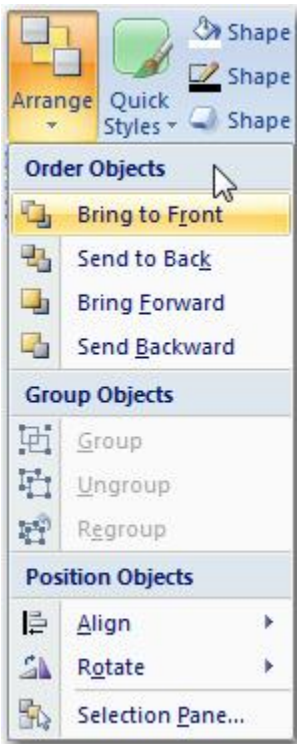 Shape
Shape
Arrange Quick Styles Shape
Order Objects
Bring to Front
Send to Back
Bring Forward
Send Backward
Group Objects
Group
Ungroup
Regroup
Position Objects
Align
Rotate
Selection Pane...